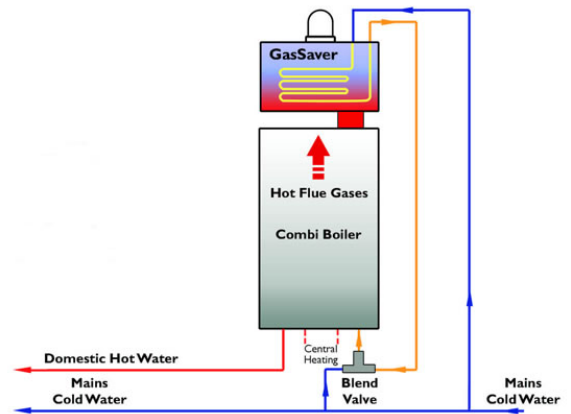 GasSaver
Hot Flue Gases
Combi Boiler
Central
Heating
Domestic Hot Water
Mains
Cold Water
Blend
Valve
Mains
Cold Water